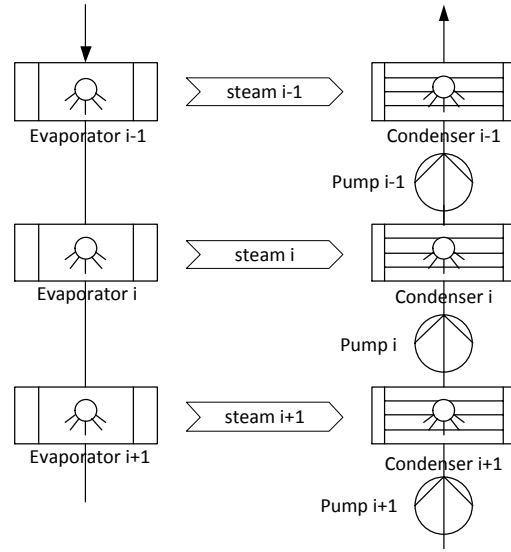 steam i-1
Evaporator i-1
Condenser i-1
Pump i-1
steam i
Evaporator i
Condenser i
Pump i
steam i+1
Evaporator i+1
Condenser i+1
Pump i+1